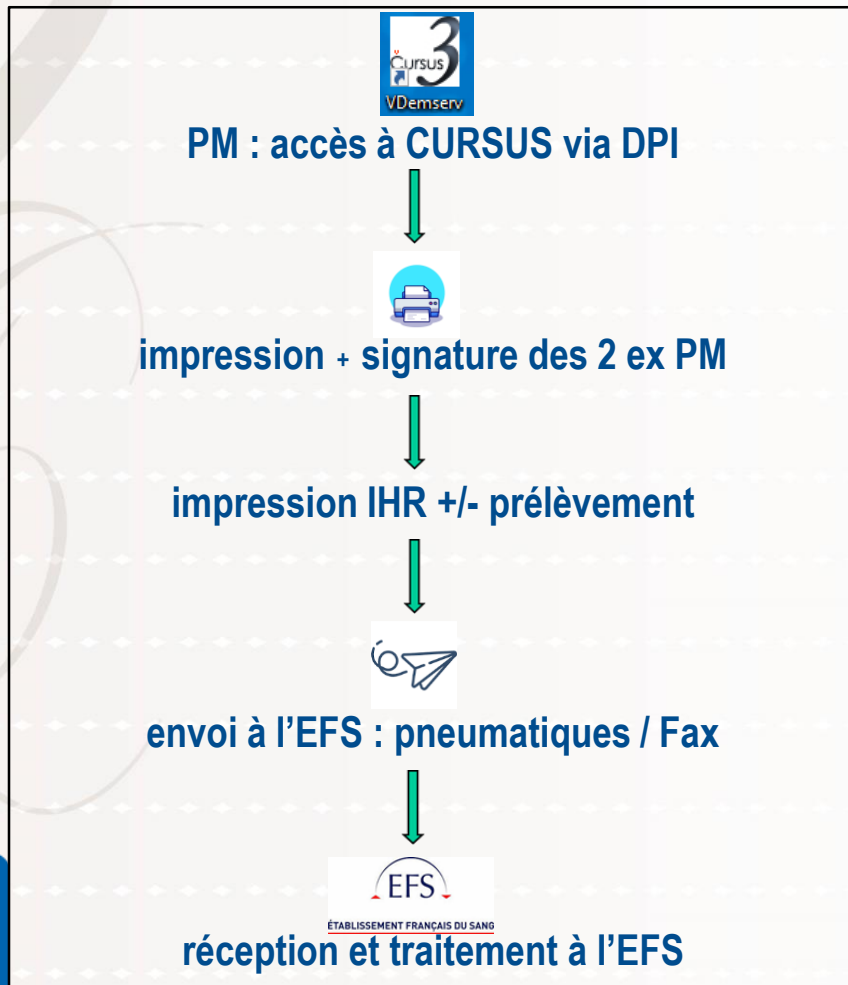 Cursus 3
VDemserv
PM : accès à CURSUS via DPI
impression + signature des 2 ex PM
impression IHR +/- prélèvement
envoi à l'EFS : pneumatiques / Fax
EFS
ÉTABLISSEMENT FRANÇAIS DU SANG
réception et traitement à l'EFS